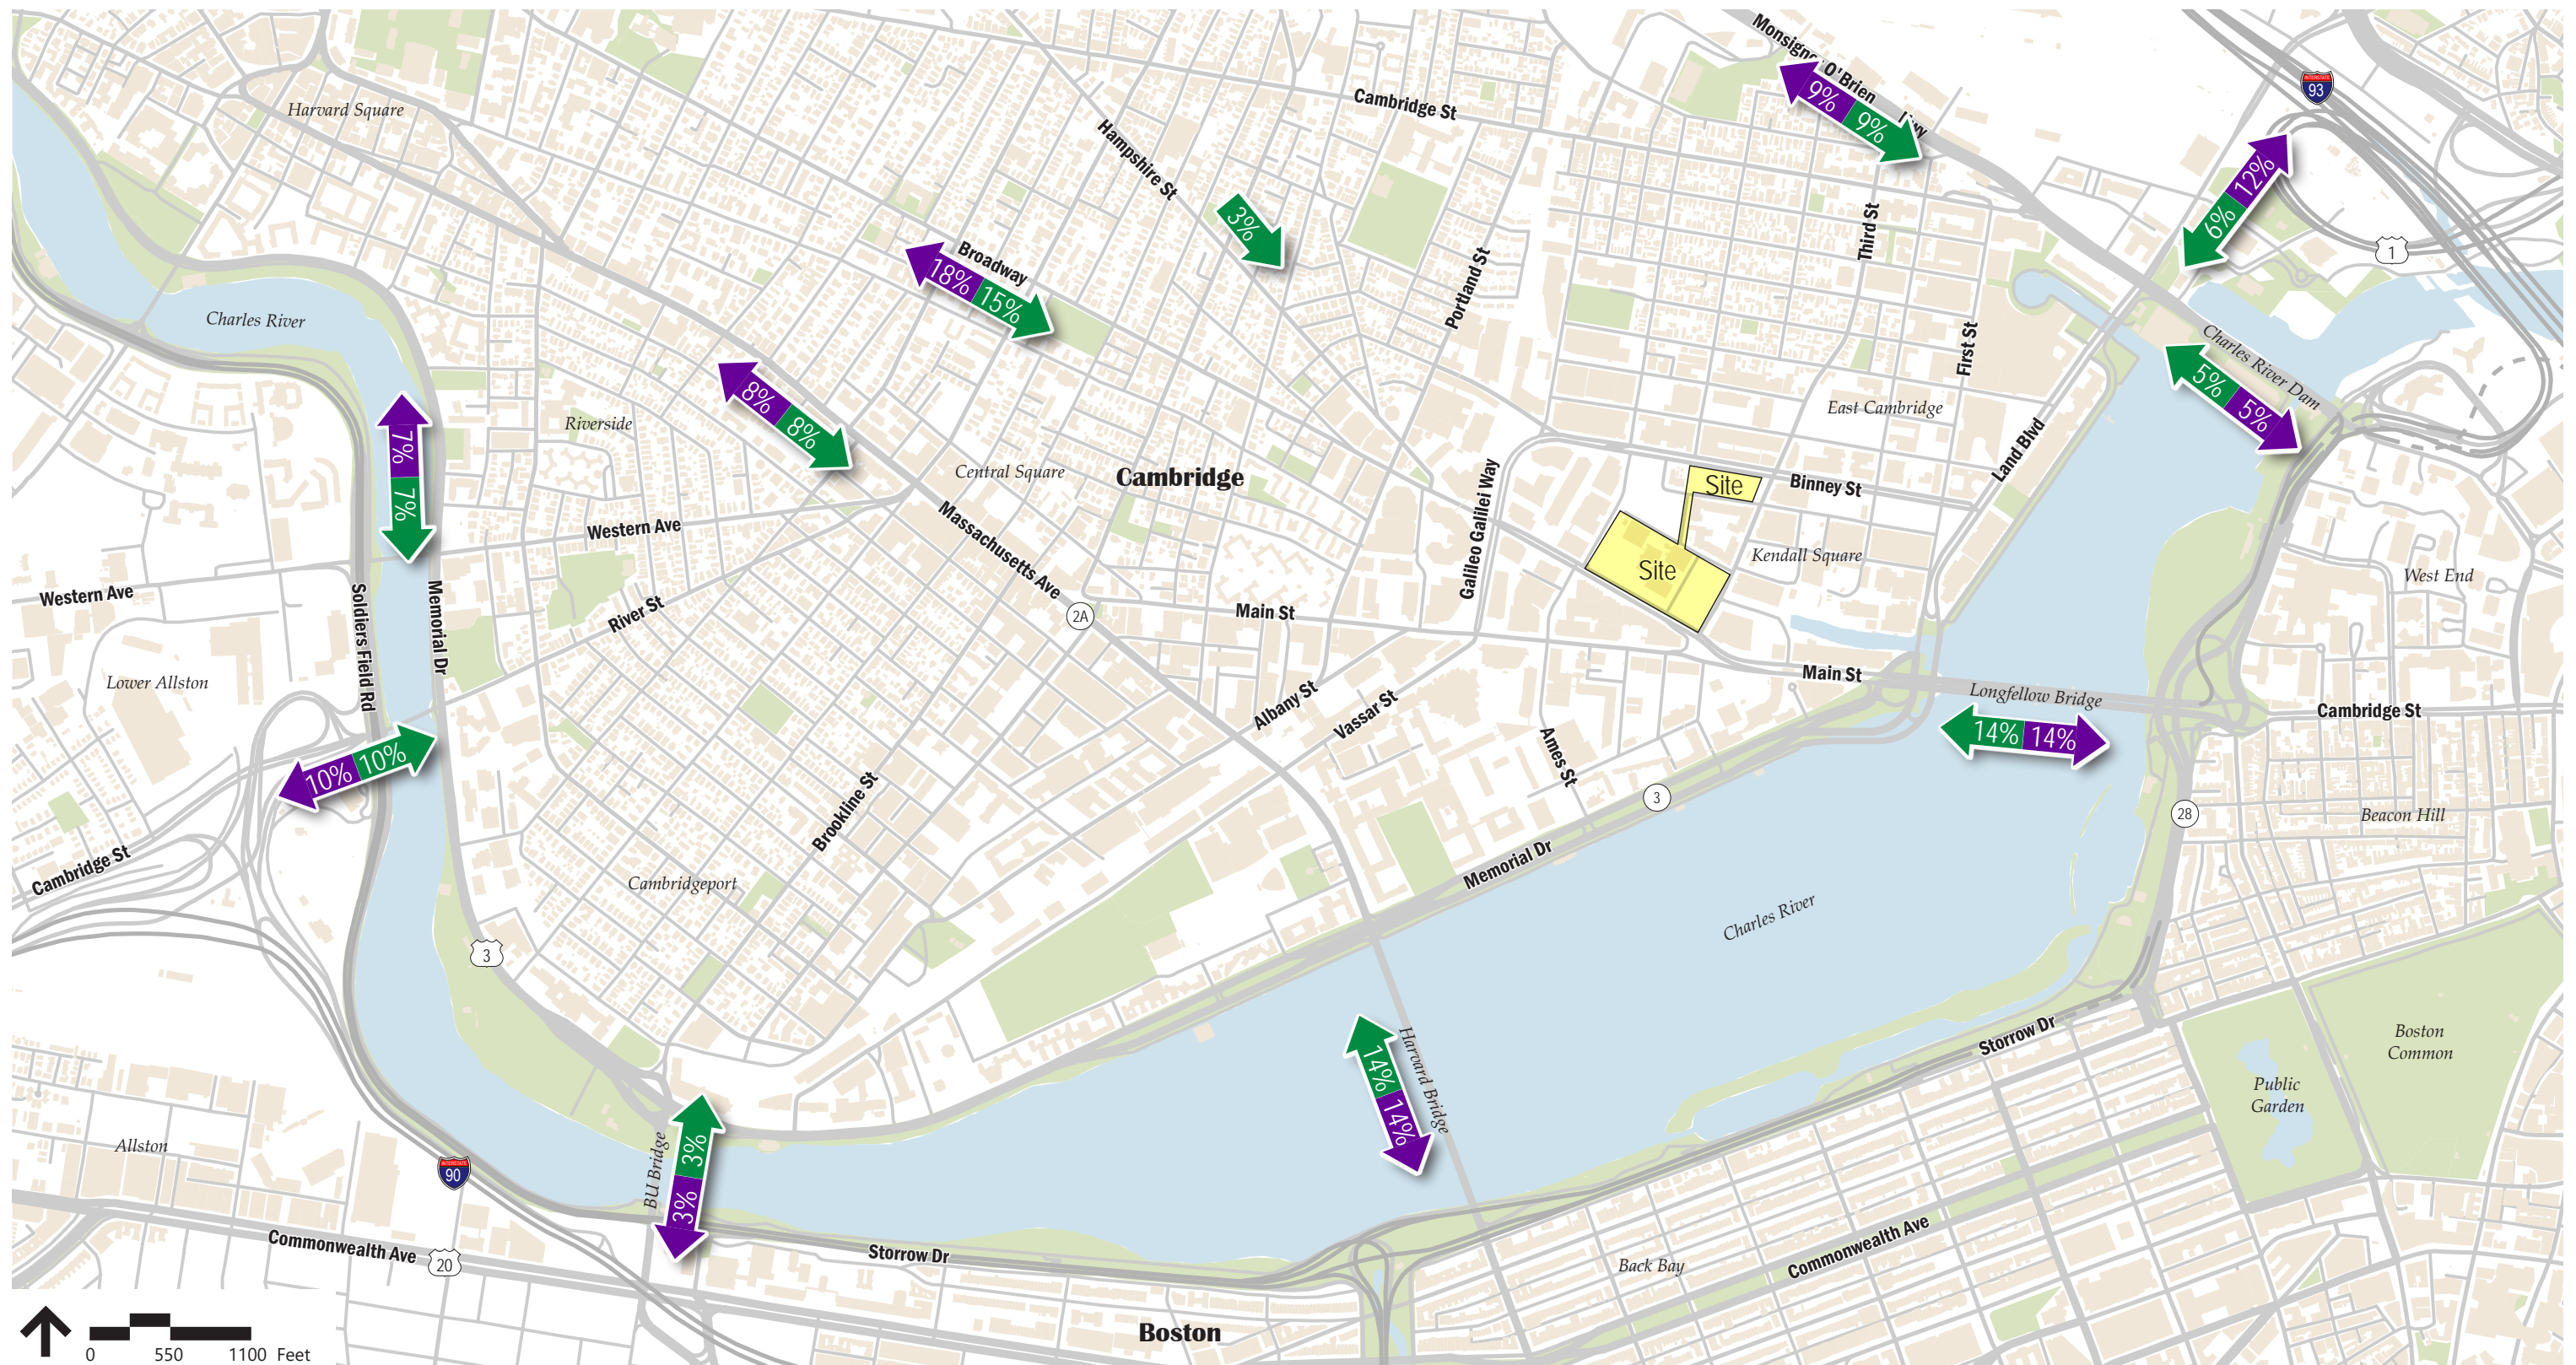 Monsignor O'Brien Hwy
INTERSTATE
93
9%
9%
Harvard Square
Cambridge St
Hampshire St
12%
6%
3%
Third St
1
Broadway
18%
15%
Portland St
Charles River
First St
Charles River Dam
5%
5%
8%
8%
East Cambridge
Riverside
7%
7%
Central Square
Cambridge
Land Blvd
Galileo Galilei Way
Site
Binney St
Western Ave
Massachusetts Ave
Kendall Square
Site
West End
Western Ave
Soldiers Field Rd
Memorial Dr
River St
2A
Main St
Lower Allston
Main St
Longfellow Bridge
Albany St
Vassar St
Cambridge St
14%
14%
10%
10%
Ames St
Brookline St
3
28
Beacon Hill
Cambridge St
Memorial Dr
Cambridgeport
Charles River
3
Harvard Bridge
14%
14%
Storrow Dr
Boston
Common
Public
Garden
Allston
BU Bridge
3%
3%
INTERSTATE
90
Commonwealth Ave
20
Storrow Dr
Back Bay
Commonwealth Ave
Boston
0 550 1100 Feet